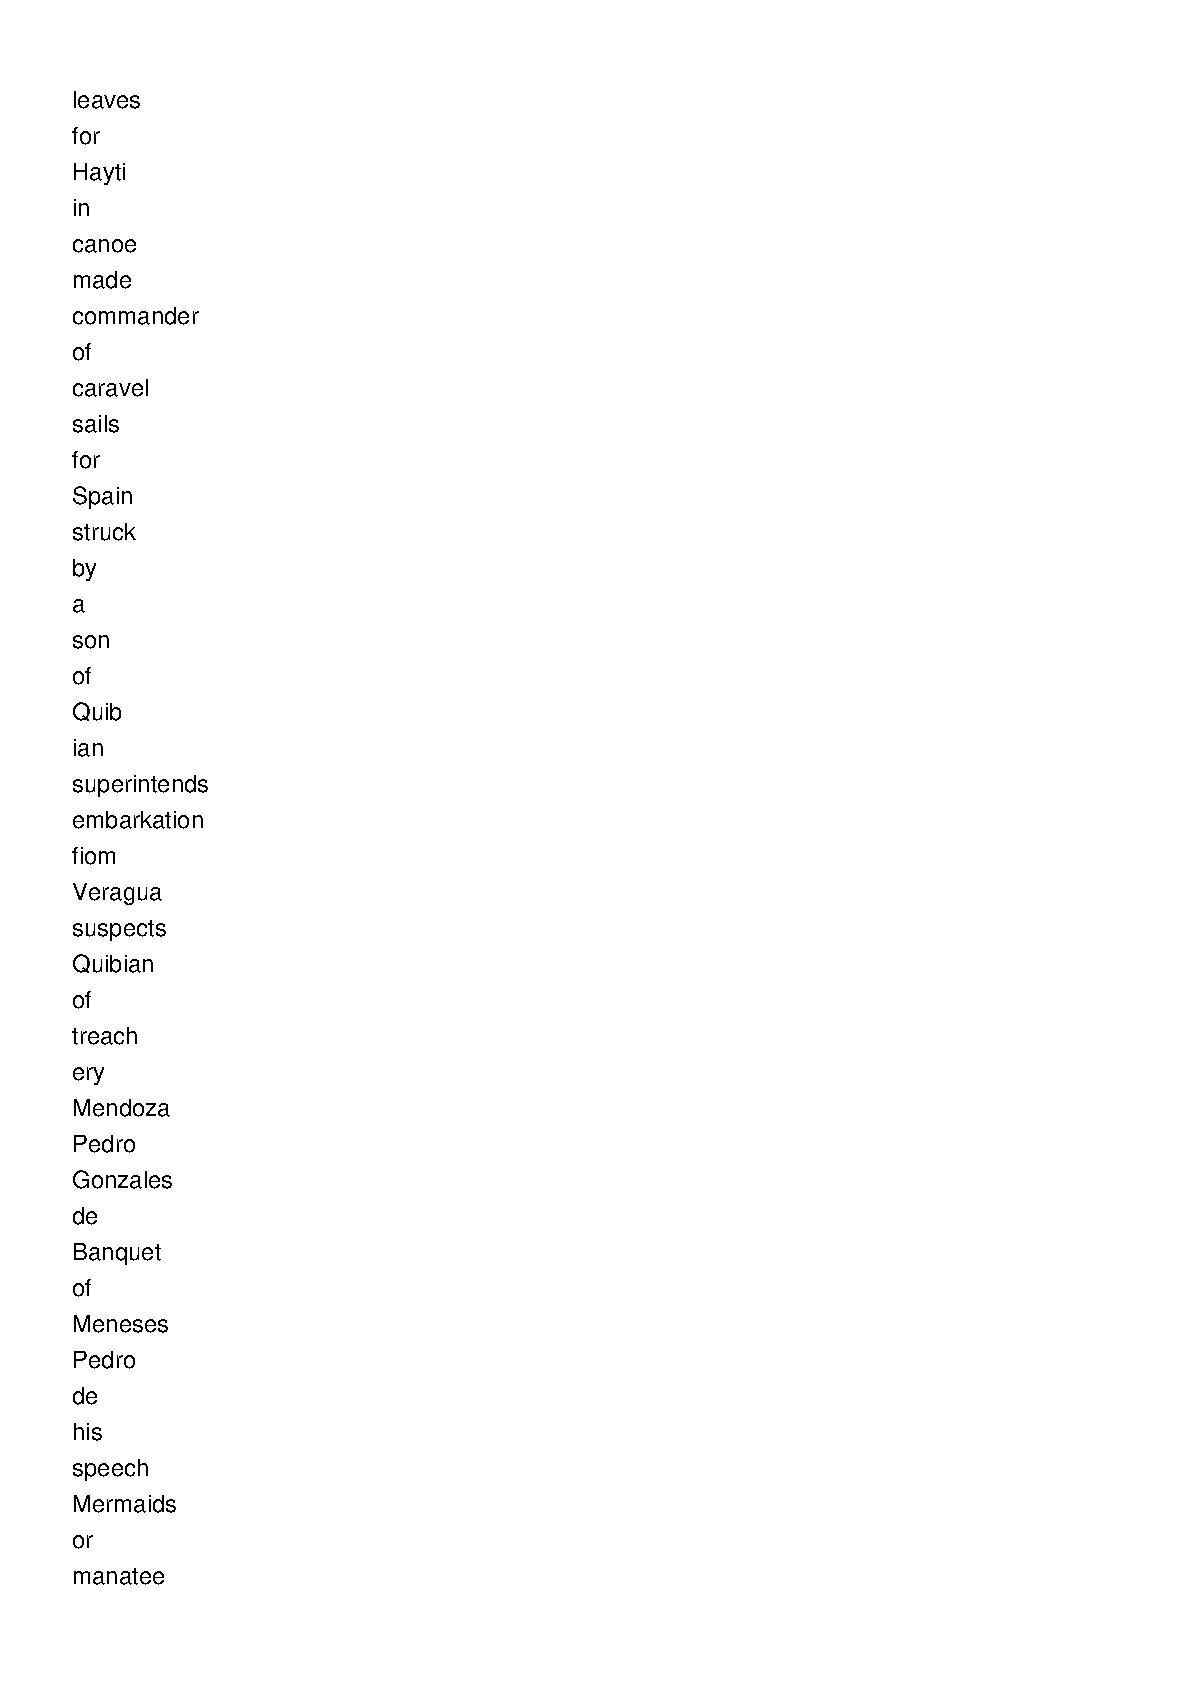 leaves
for
Hayti
in
canoe
made
commander
of
caravel
sails
for
Spain
struck
by
a
son
of
Quib
ian
superintends
embarkation
fiom
Veragua
suspects
Quibian
of
treach
ery
Mendoza
Pedro
Gonzales
de
Banquet
of
Meneses
Pedro
de
his
speech
Mermaids
or
manatee